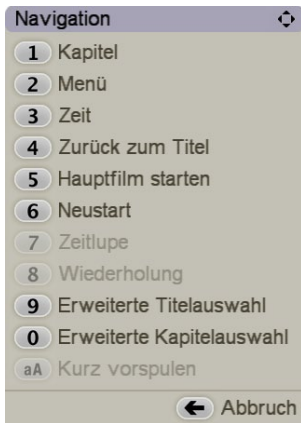 Navigation
1 Kapitel
2 Menü
3 Zeit
4 Zurück zum Titel
5 Hauptfilm starten
6 Neustart
7 Zeitlupe
8 Wiederholung
9 Erweiterte Titelauswahl
0 Erweiterte Kapitelauswahl
aA Kurz vorspulen
Abbruch